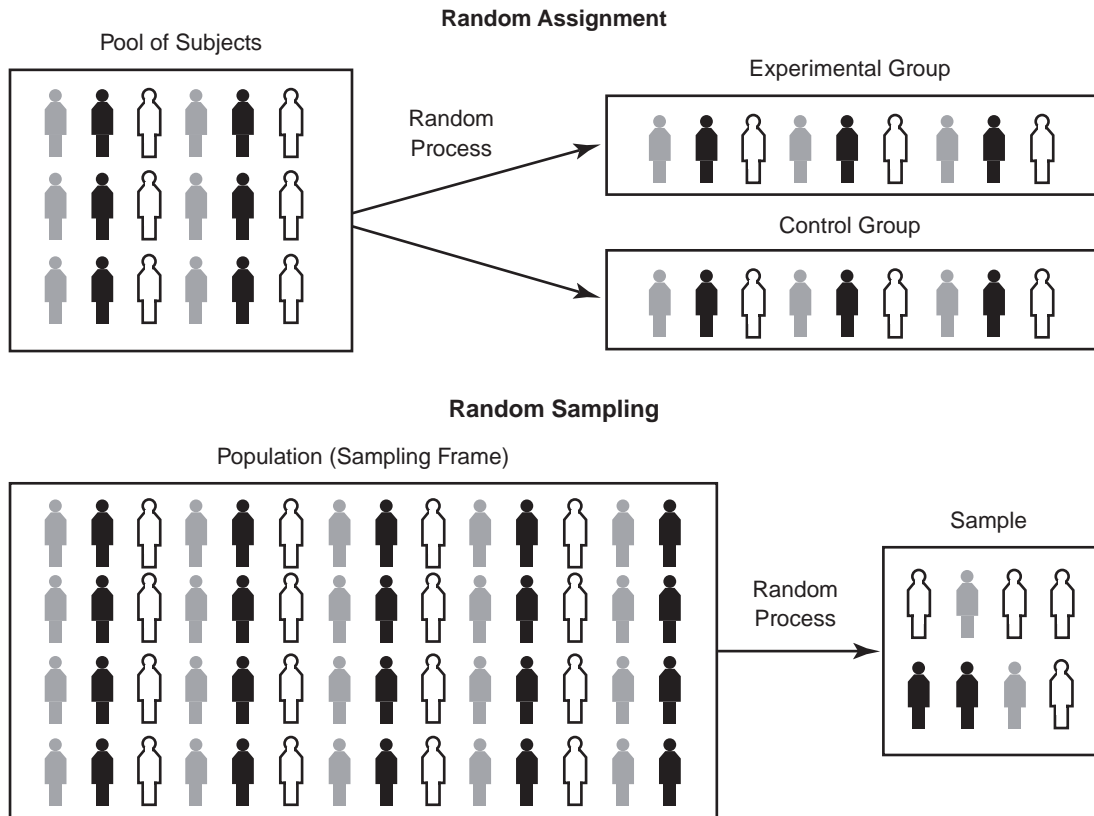 Random Assignment
Pool of Subjects
Experimental Group
Random
Process
Control Group
Random Sampling
Population (Sampling Frame)
Sample
Random
Process